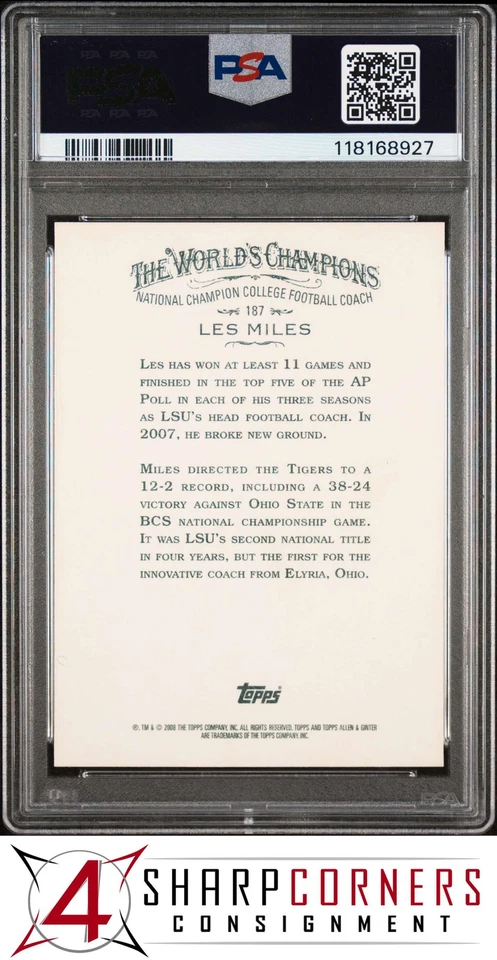 PSA
118168927
THE WORLD'S CHAMPIONS
NATIONAL CHAMPION COLLEGE FOOTBALL COACH
187
LES MILES
LES HAS WON AT LEAST 11 GAMES AND
FINISHED IN THE TOP FIVE OF THE AP
POLL IN EACH OF HIS THREE SEASONS
AS LSU'S HEAD FOOTBALL COACH. IN
2007, HE BROKE NEW GROUND.
MILES DIRECTED THE TIGERS TO A
12-2 RECORD, INCLUDING A 38-24
VICTORY AGAINST OHIO STATE IN THE
BCS NATIONAL CHAMPIONSHIP GAME.
IT WAS LSU'S SECOND NATIONAL TITLE
IN FOUR YEARS, BUT THE FIRST FOR THE
INNOVATIVE COACH FROM ELYRIA, OHIO.
Topps
®, TM & © 2008 THE TOPPS COMPANY, INC. ALL RIGHTS RESERVED. TOPPS AND TOPPS ALLEN & GINTER
ARE TRADEMARKS OF THE TOPPS COMPANY, INC.
PSA
4 SHARPCORNERS
CONSIGNMENT